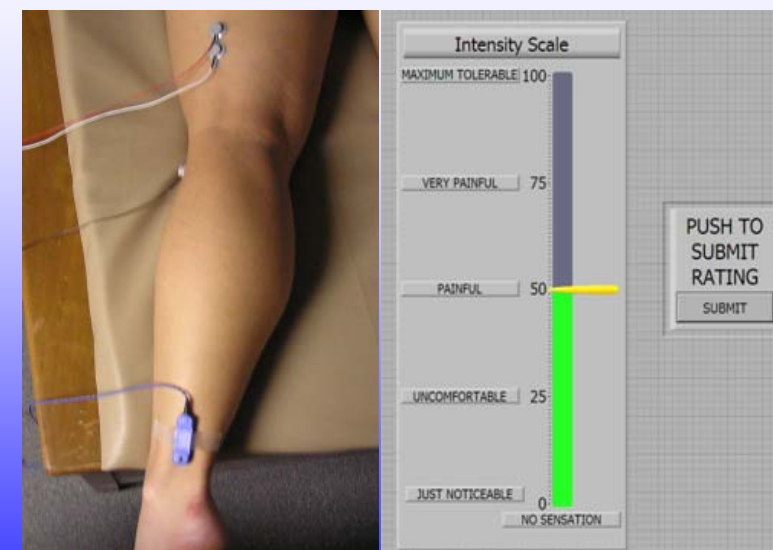 Intensity Scale
MAXIMUM TOLERABLE 100
VERY PAINFUL 75
PAINFUL 50
UNCOMFORTABLE 25
JUST NOTICEABLE
0
NO SENSATION
PUSH TO
SUBMIT
RATING
SUBMIT